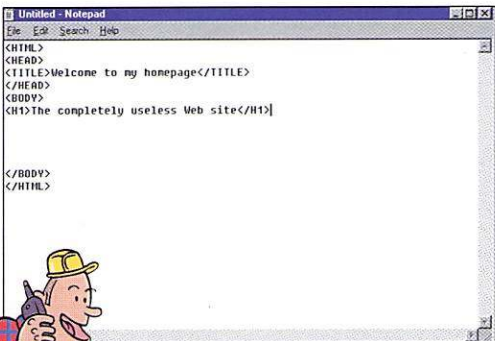 Untitled - Notepad
File Edit Search Help
<HTML>
<HEAD>
<TITLE>Welcome to my homepage</TITLE>
</HEAD>
<BODY>
<H1>The completely useless Web site</H1>
</BODY>
</HTML>